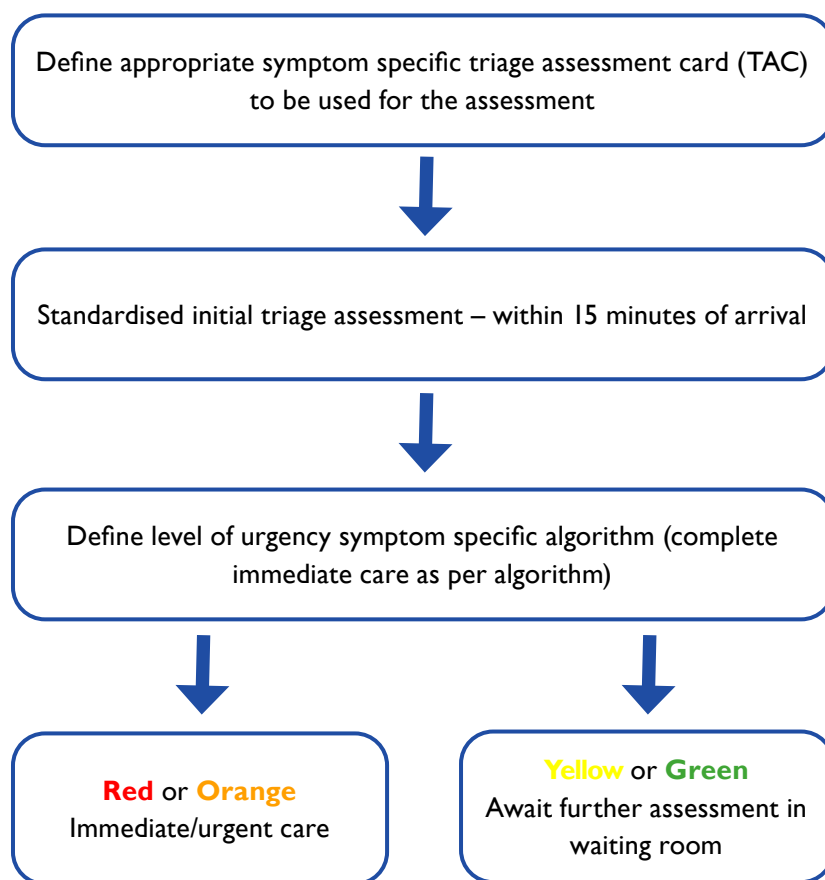 Define appropriate symptom specific triage assessment card (TAC)
to be used for the assessment
Standardised initial triage assessment – within 15 minutes of arrival
Define level of urgency symptom specific algorithm (complete
immediate care as per algorithm)
Red or Orange
Immediate/urgent care
Yellow or Green
Await further assessment in
waiting room